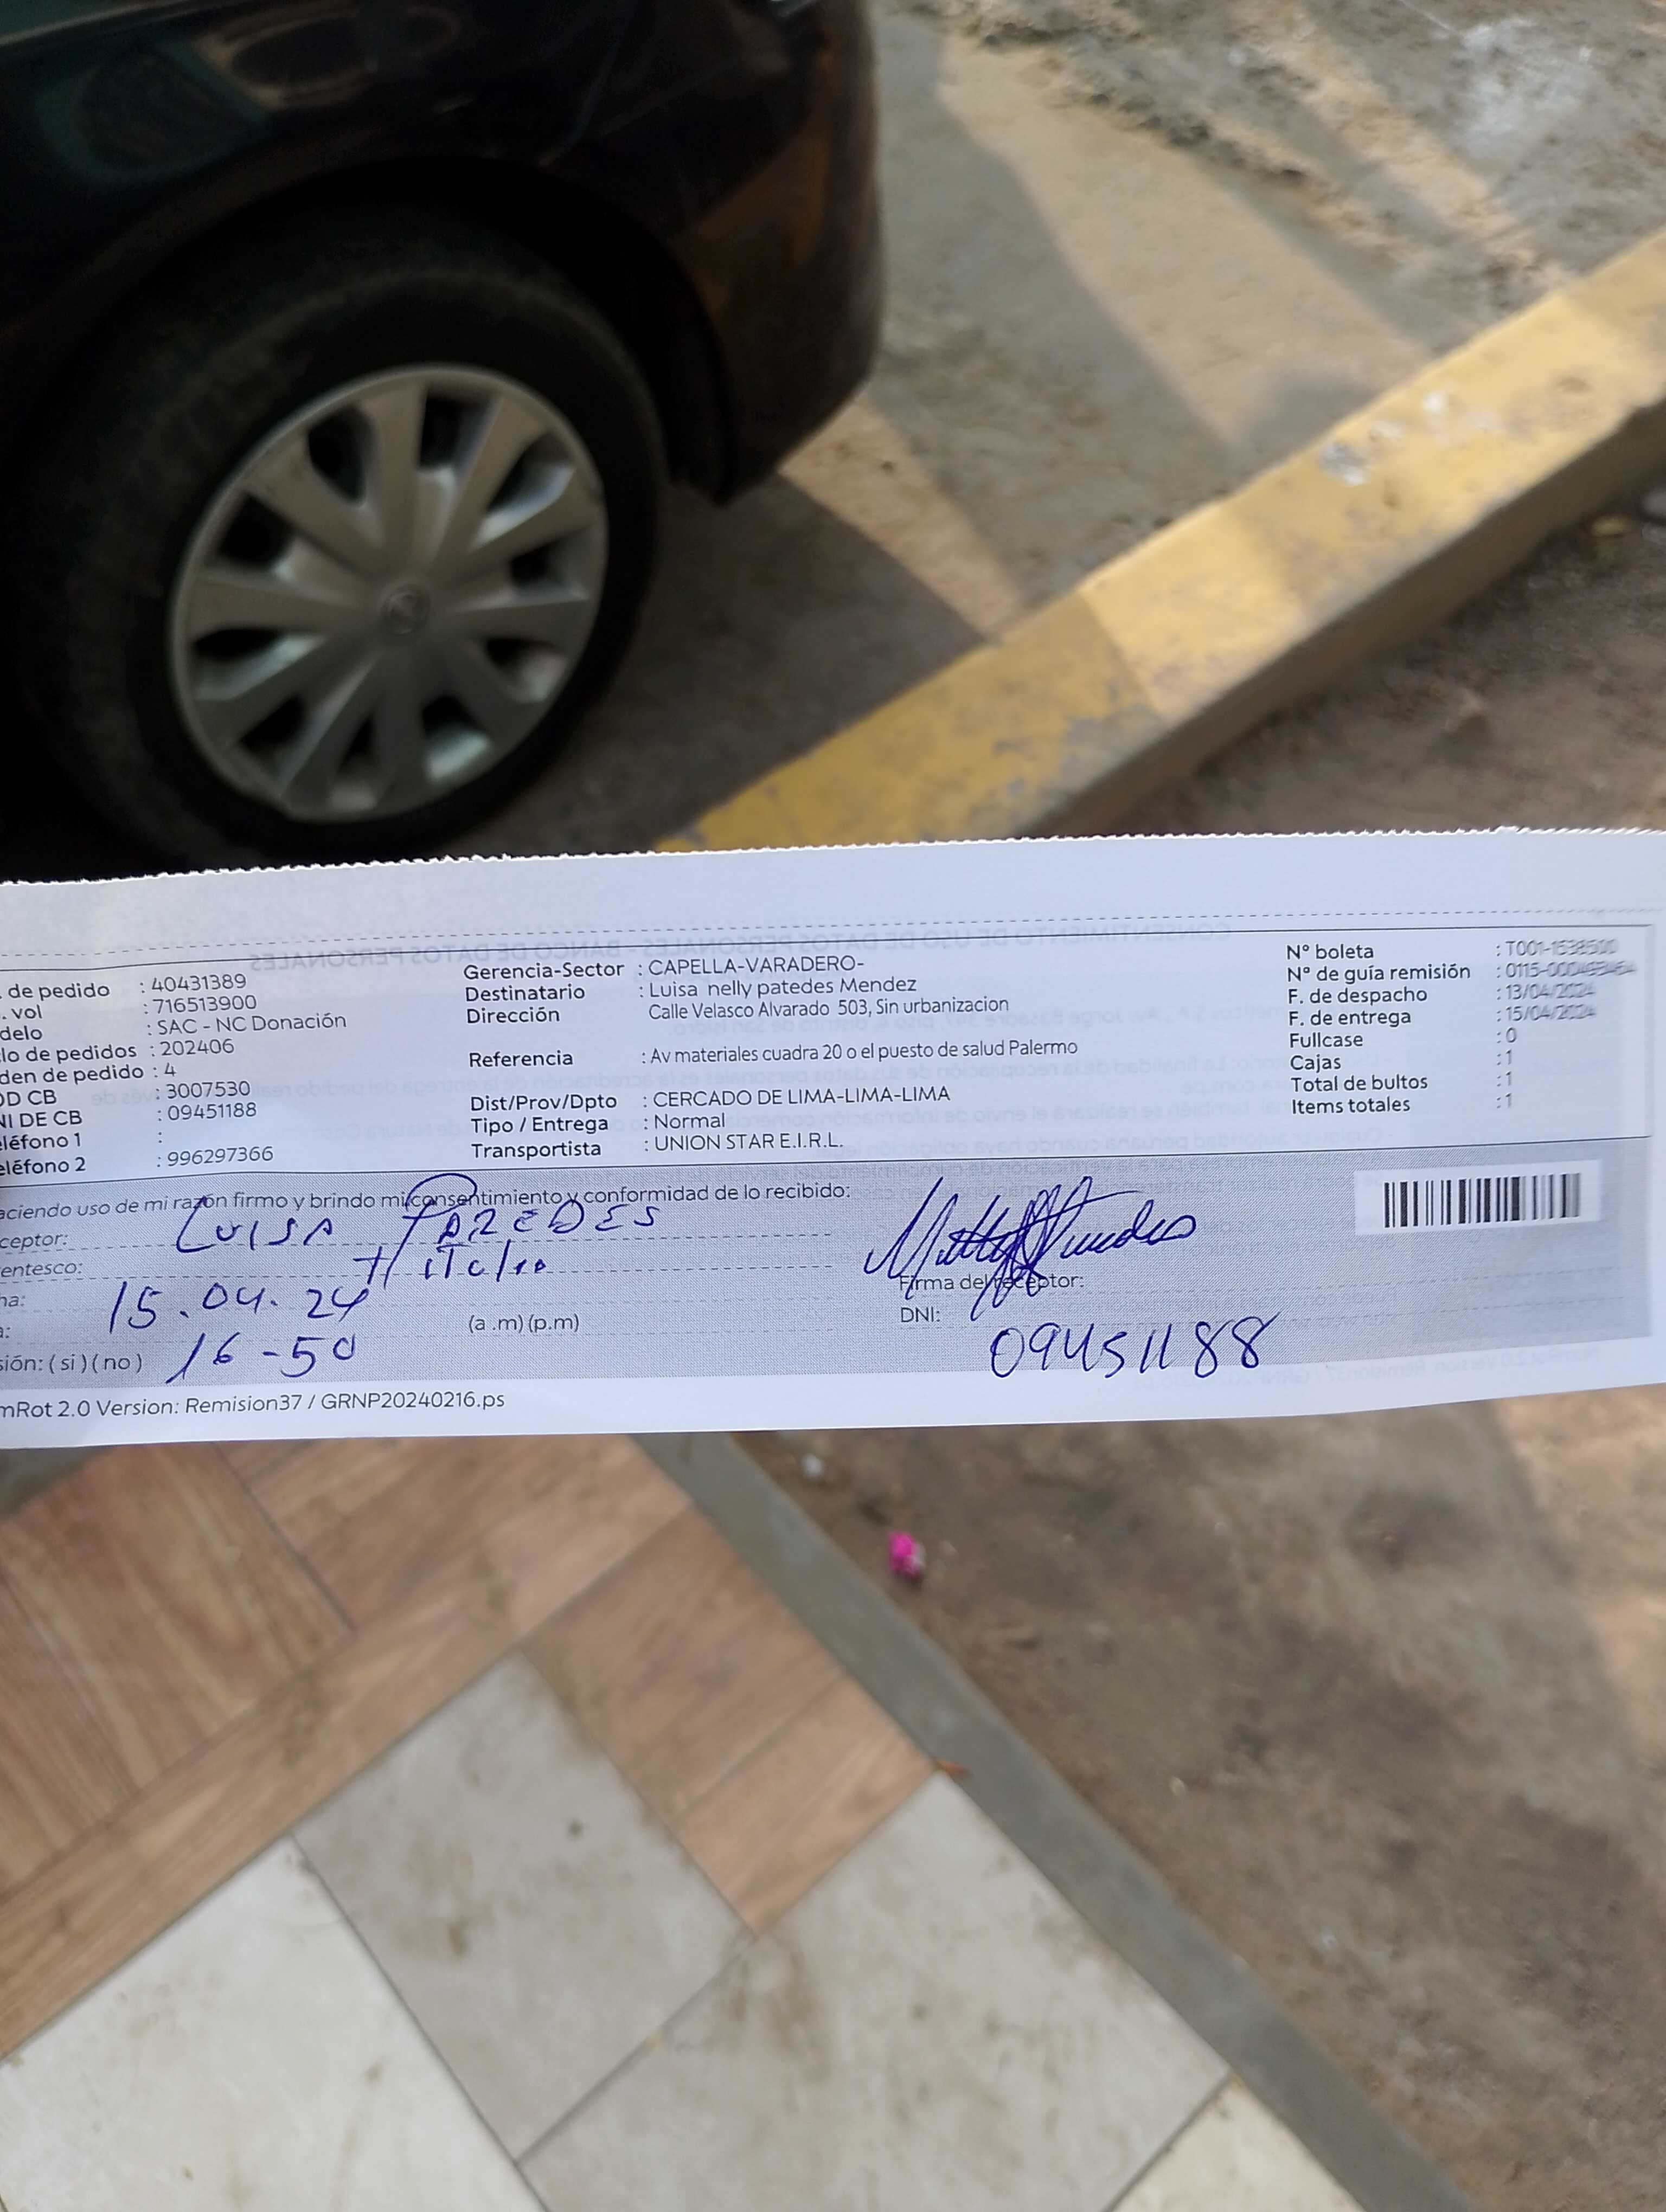 . de pedido : 40431389
. vol : 716513900
delo : SAC - NC Donación
lo de pedidos : 202406
den de pedido : 4
OD CB : 3007530
NI DE CB : 09451188
eléfono 1 :
eléfono 2 : 996297366
Gerencia-Sector : CAPELLA-VARADERO-
Destinatario : Luisa nelly patedes Mendez
Dirección Calle Velasco Alvarado 503, Sin urbanizacion
Referencia : Av materiales cuadra 20 o el puesto de salud Palermo
Dist/Prov/Dpto : CERCADO DE LIMA-LIMA-LIMA
Tipo / Entrega : Normal
Transportista : UNION STAR E.I.R.L.
Nº boleta :
Nº de guía remisión :
F. de despacho : 13/04/2024
F. de entrega : 15/04/2024
Fullcase : 0
Cajas : 1
Total de bultos : 1
Items totales : 1
aciendo uso de mi razón firmo y brindo mi consentimiento y conformidad de lo recibido:
ceptor: LUISA PAREDES
entesco: titular
ha: 15.04.24
a: 16-50 (a .m) (p.m)
sión: ( si ) ( no )
Firma del receptor:
DNI: 09451188
mRot 2.0 Version: Remision37 / GRNP20240216.ps